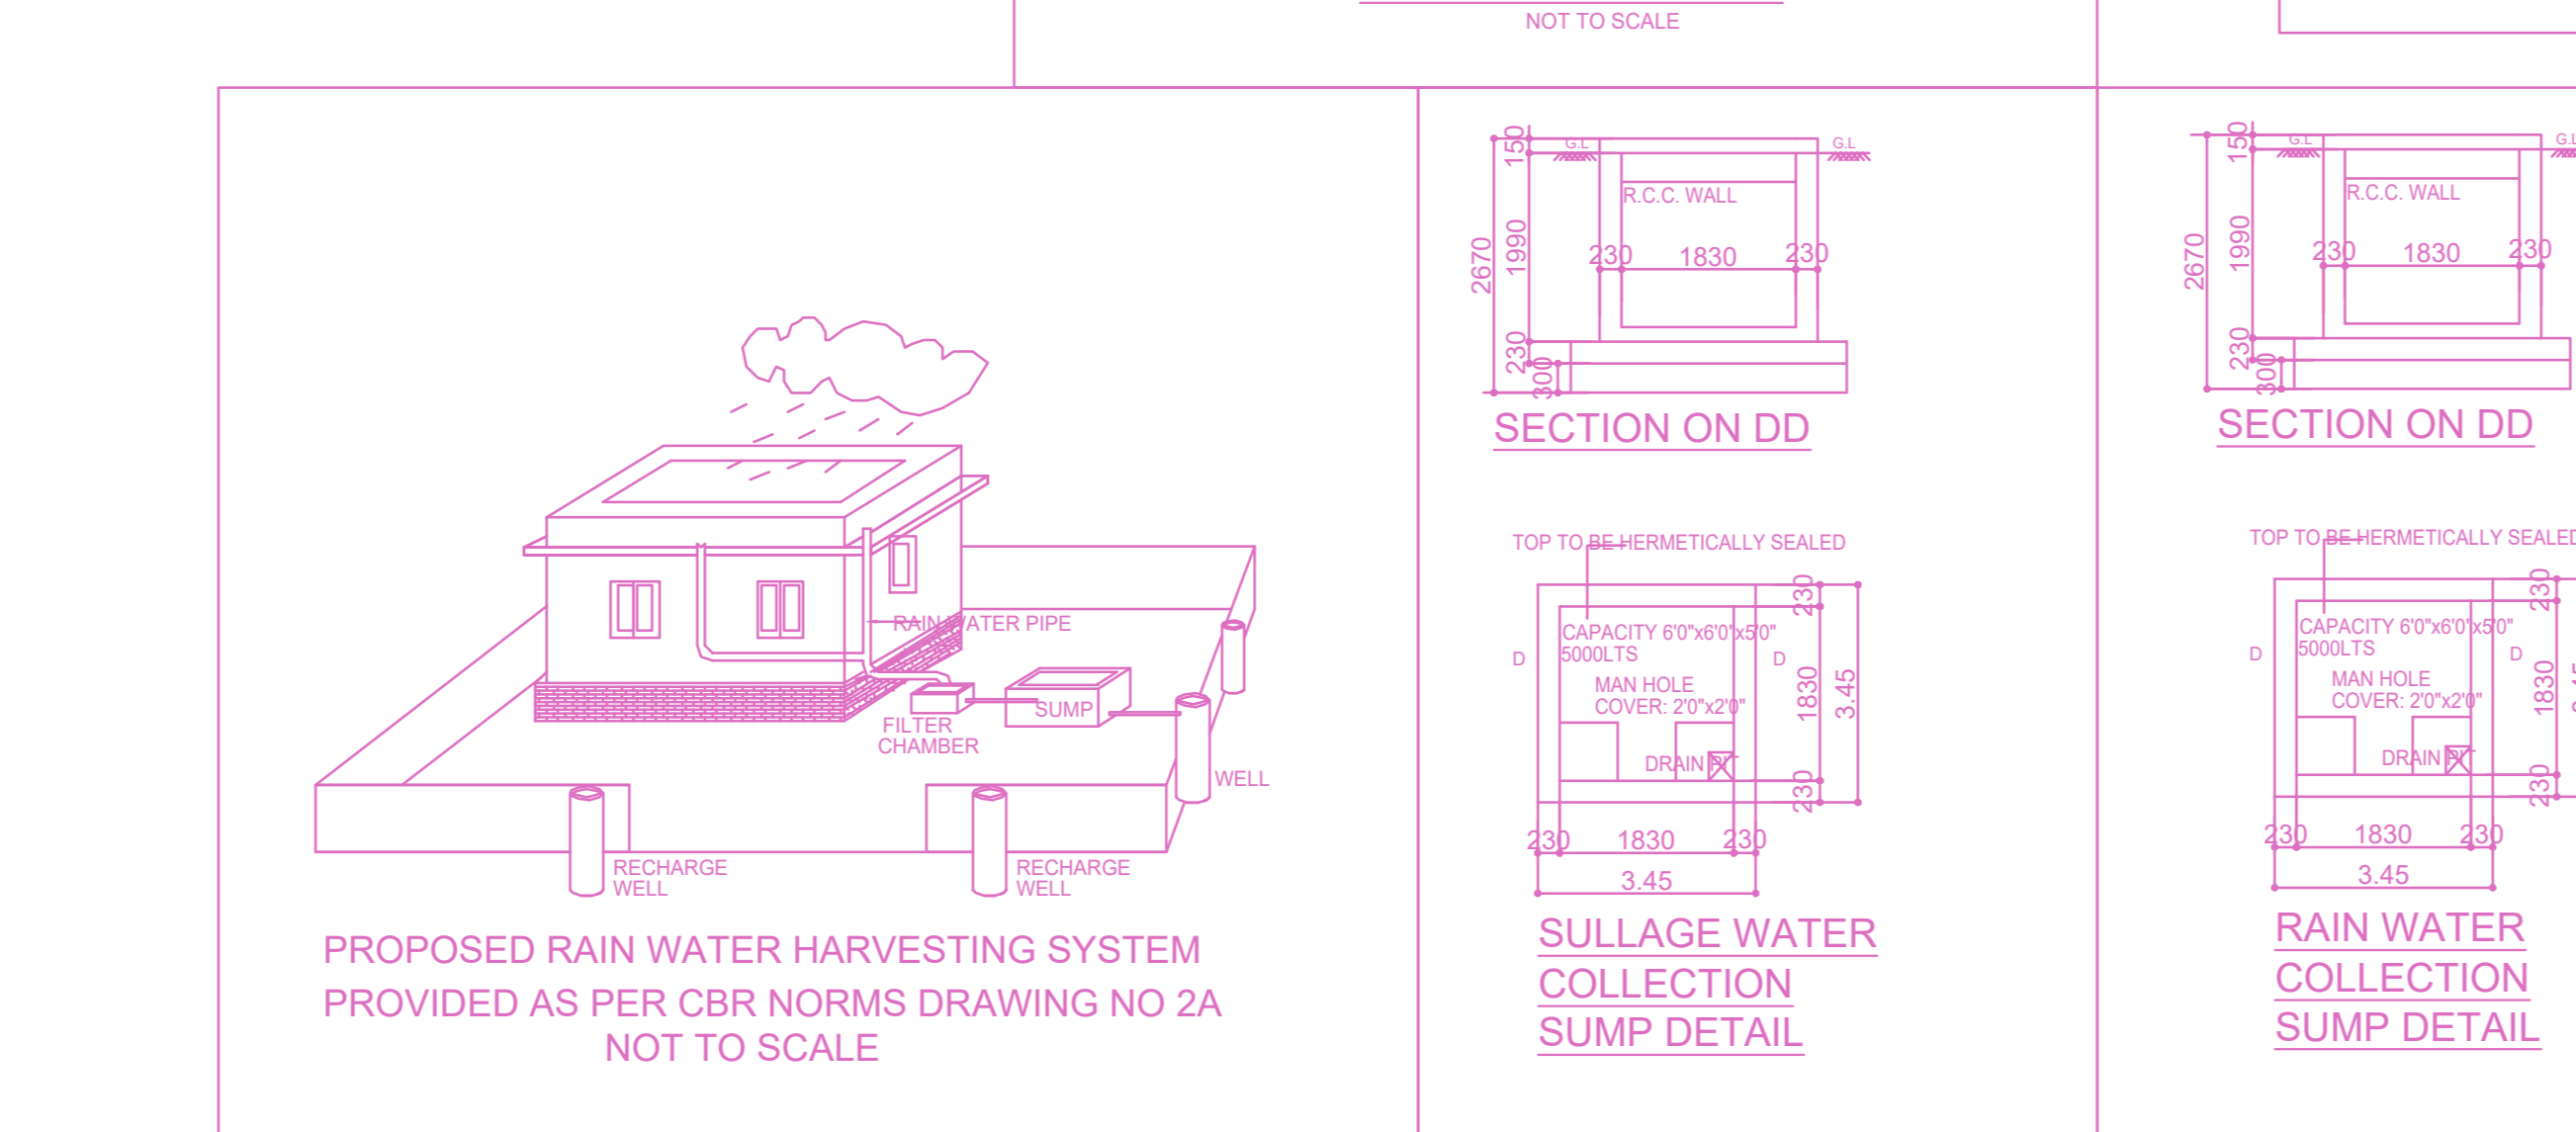 NOT TO SCALE
RAIN WATER PIPE
SUMP
FILTER
CHAMBER
WELL
RECHARGE
WELL
RECHARGE
WELL
PROPOSED RAIN WATER HARVESTING SYSTEM
PROVIDED AS PER CBR NORMS DRAWING NO 2A
NOT TO SCALE
150
G.L
G.L
R.C.C. WALL
2670
1990
230
1830
230
230
300
SECTION ON DD
TOP TO BE HERMETICALLY SEALED
230
CAPACITY 6'0"x6'0"x5'0"
5000LTS
D
D
MAN HOLE
COVER: 2'0"x2'0"
1830
3.45
DRAIN PIT
230
230
1830
230
3.45
SULLAGE WATER
COLLECTION
SUMP DETAIL
150
G.L
G.L
R.C.C. WALL
2670
1990
230
1830
230
230
300
SECTION ON DD
TOP TO BE HERMETICALLY SEALED
230
CAPACITY 6'0"x6'0"x5'0"
5000LTS
D
D
MAN HOLE
COVER: 2'0"x2'0"
1830
DRAIN PIT
230
230
1830
230
3.45
RAIN WATER
COLLECTION
SUMP DETAIL